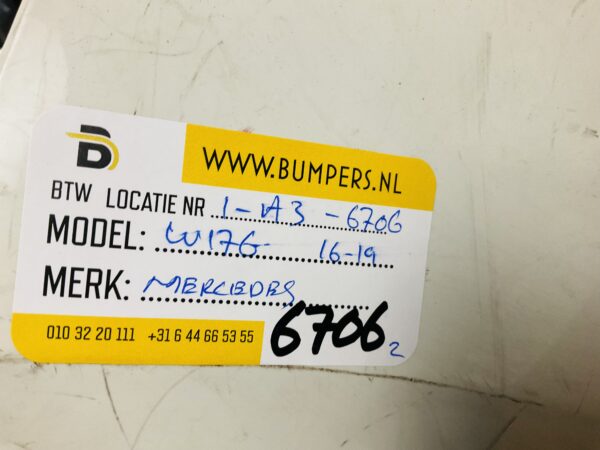 B
WWW.BUMPERS.NL
BTW LOCATIE NR 1-A3-6706
MODEL: W176 16-19
MERK: MERCEDES
010 32 20 111 +31 6 44 66 53 55 6706 2